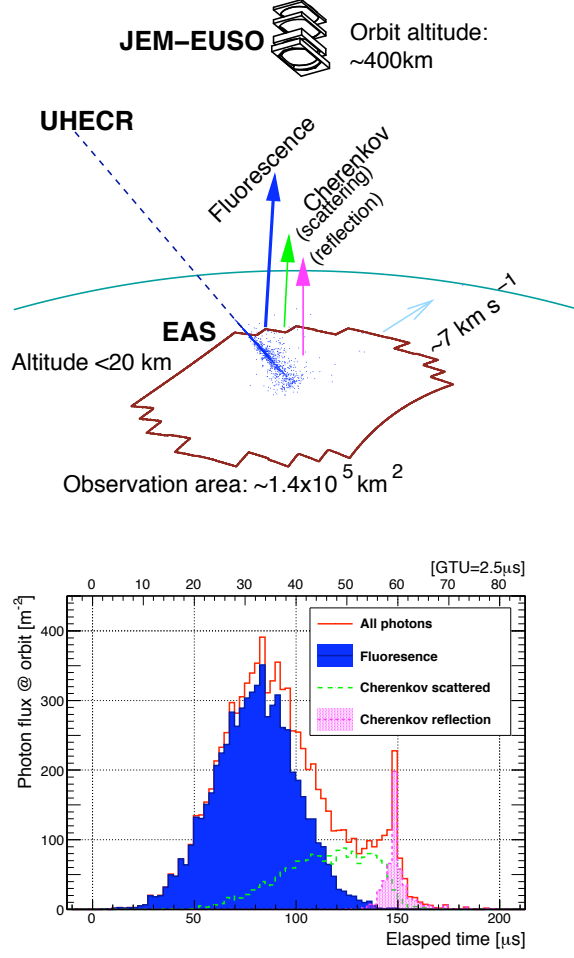 JEM–EUSO
Orbit altitude:
~400km
UHECR
Fluorescence
Cherenkov
(scattering)
(reflection)
~7 km s⁻¹
EAS
Altitude <20 km
Observation area: ~1.4x10⁵ km²
[GTU=2.5μs]
0 10 20 30 40 50 60 70 80
Photon flux @ orbit [m⁻²]
400
300
200
100
0
All photons
Fluoresence
Cherenkov scattered
Cherenkov reflection
0 50 100 150 200
Elasped time [μs]